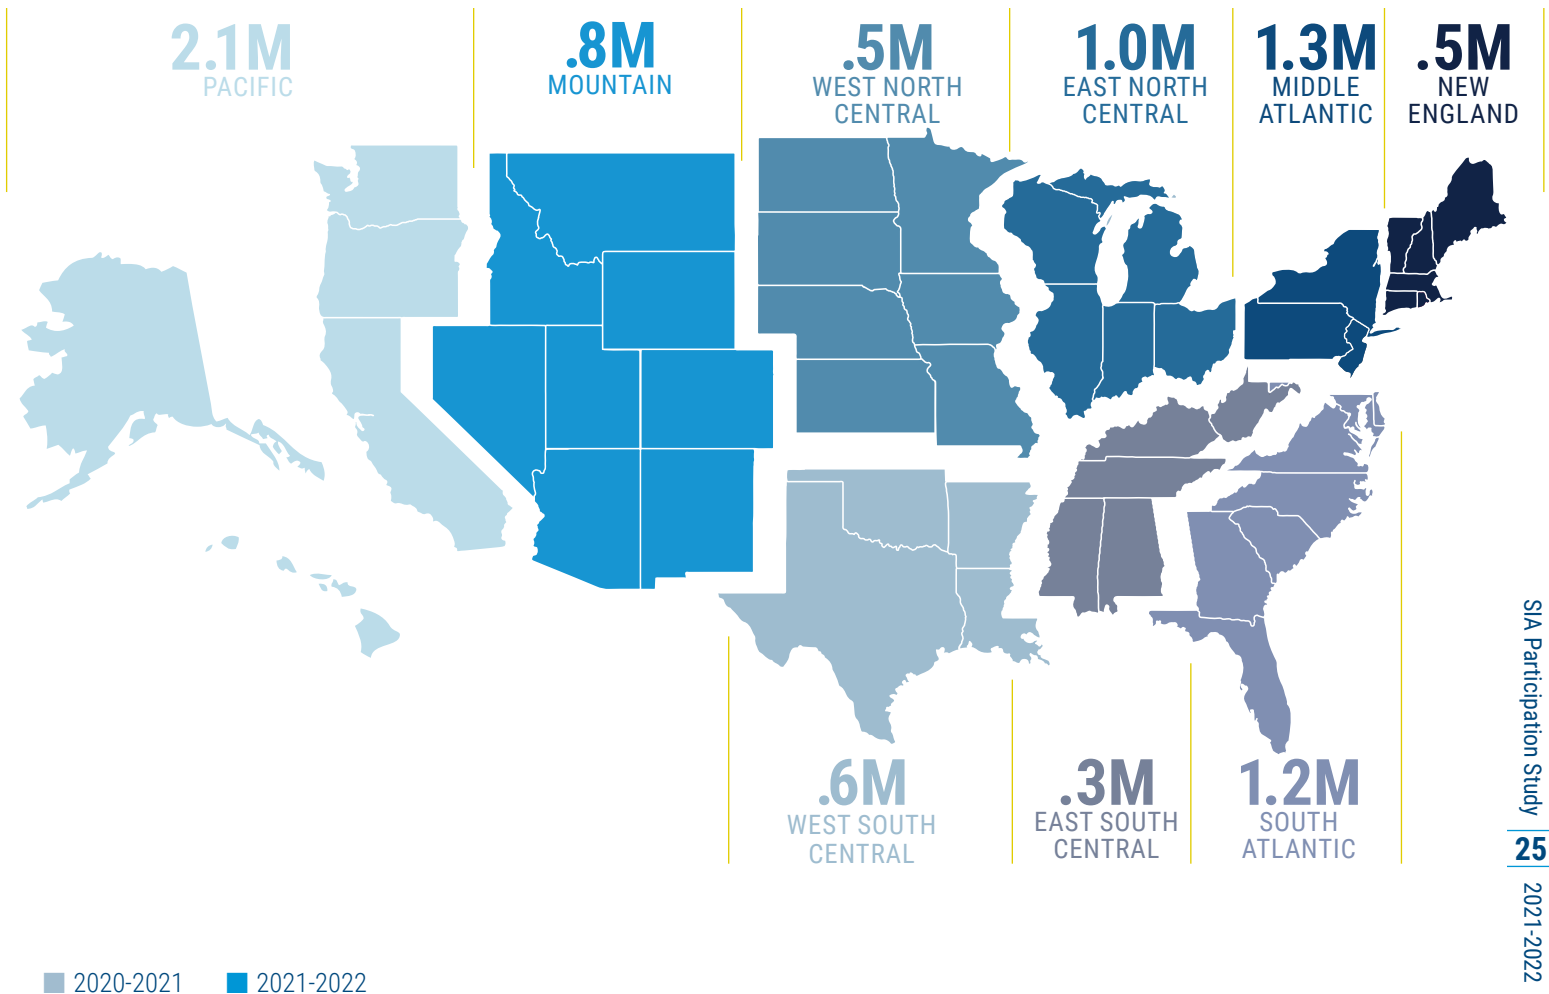 2.1M
PACIFIC
.8M
MOUNTAIN
.5M
WEST NORTH
CENTRAL
1.0M
EAST NORTH
CENTRAL
1.3M
MIDDLE
ATLANTIC
.5M
NEW
ENGLAND
.6M
WEST SOUTH
CENTRAL
.3M
EAST SOUTH
CENTRAL
1.2M
SOUTH
ATLANTIC
SIA Participation Study
25
2021-2022
2020-2021
2021-2022